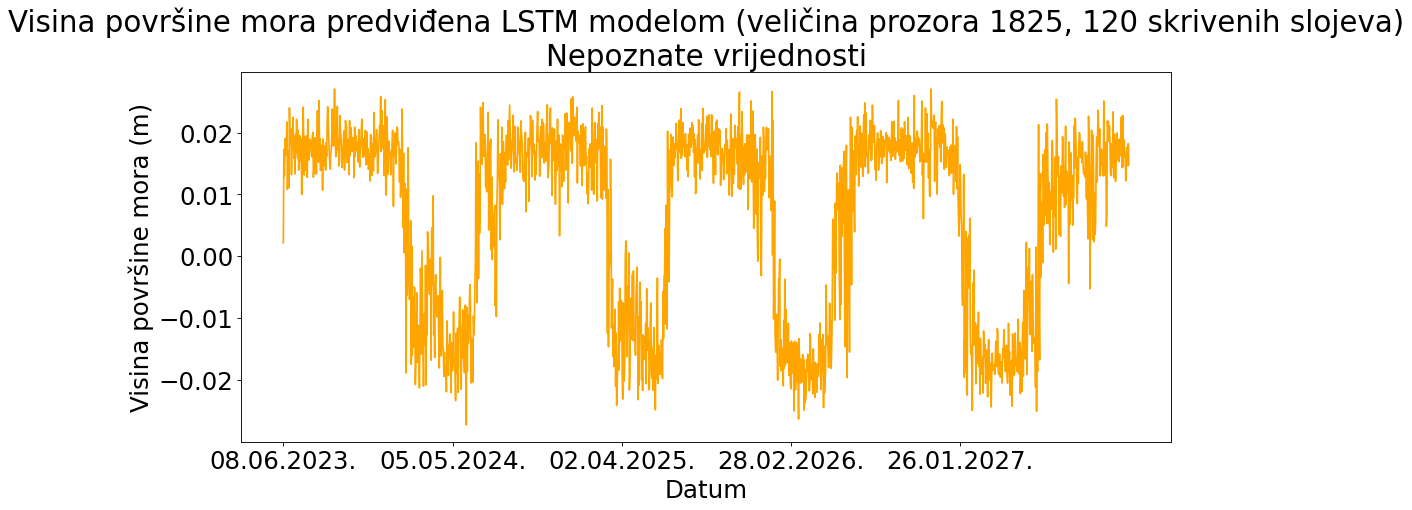 Visina površine mora predviđena LSTM modelom (veličina prozora 1825, 120 skrivenih slojeva)
Nepoznate vrijednosti
Visina površine mora (m)
0.02
0.01
0.00
−0.01
−0.02
08.06.2023. 05.05.2024. 02.04.2025. 28.02.2026. 26.01.2027.
Datum